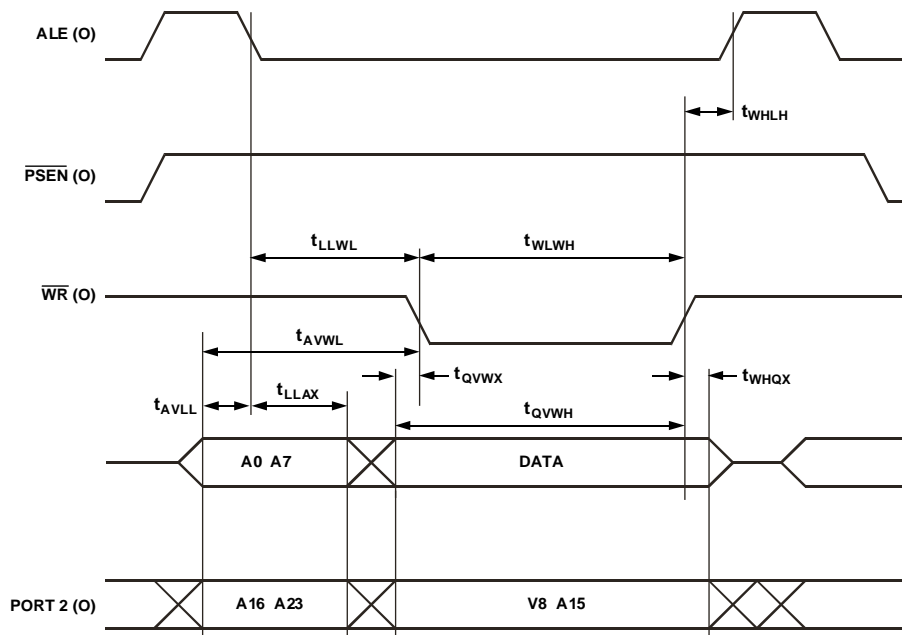 ALE (O)
tWHLH
PSEN (O)
tLLWL
tWLWH
WR (O)
tAVWL
tQVWX
tWHQX
tAVLL
tLLAX
tQVWH
A0 A7
DATA
PORT 2 (O)
A16 A23
V8 A15